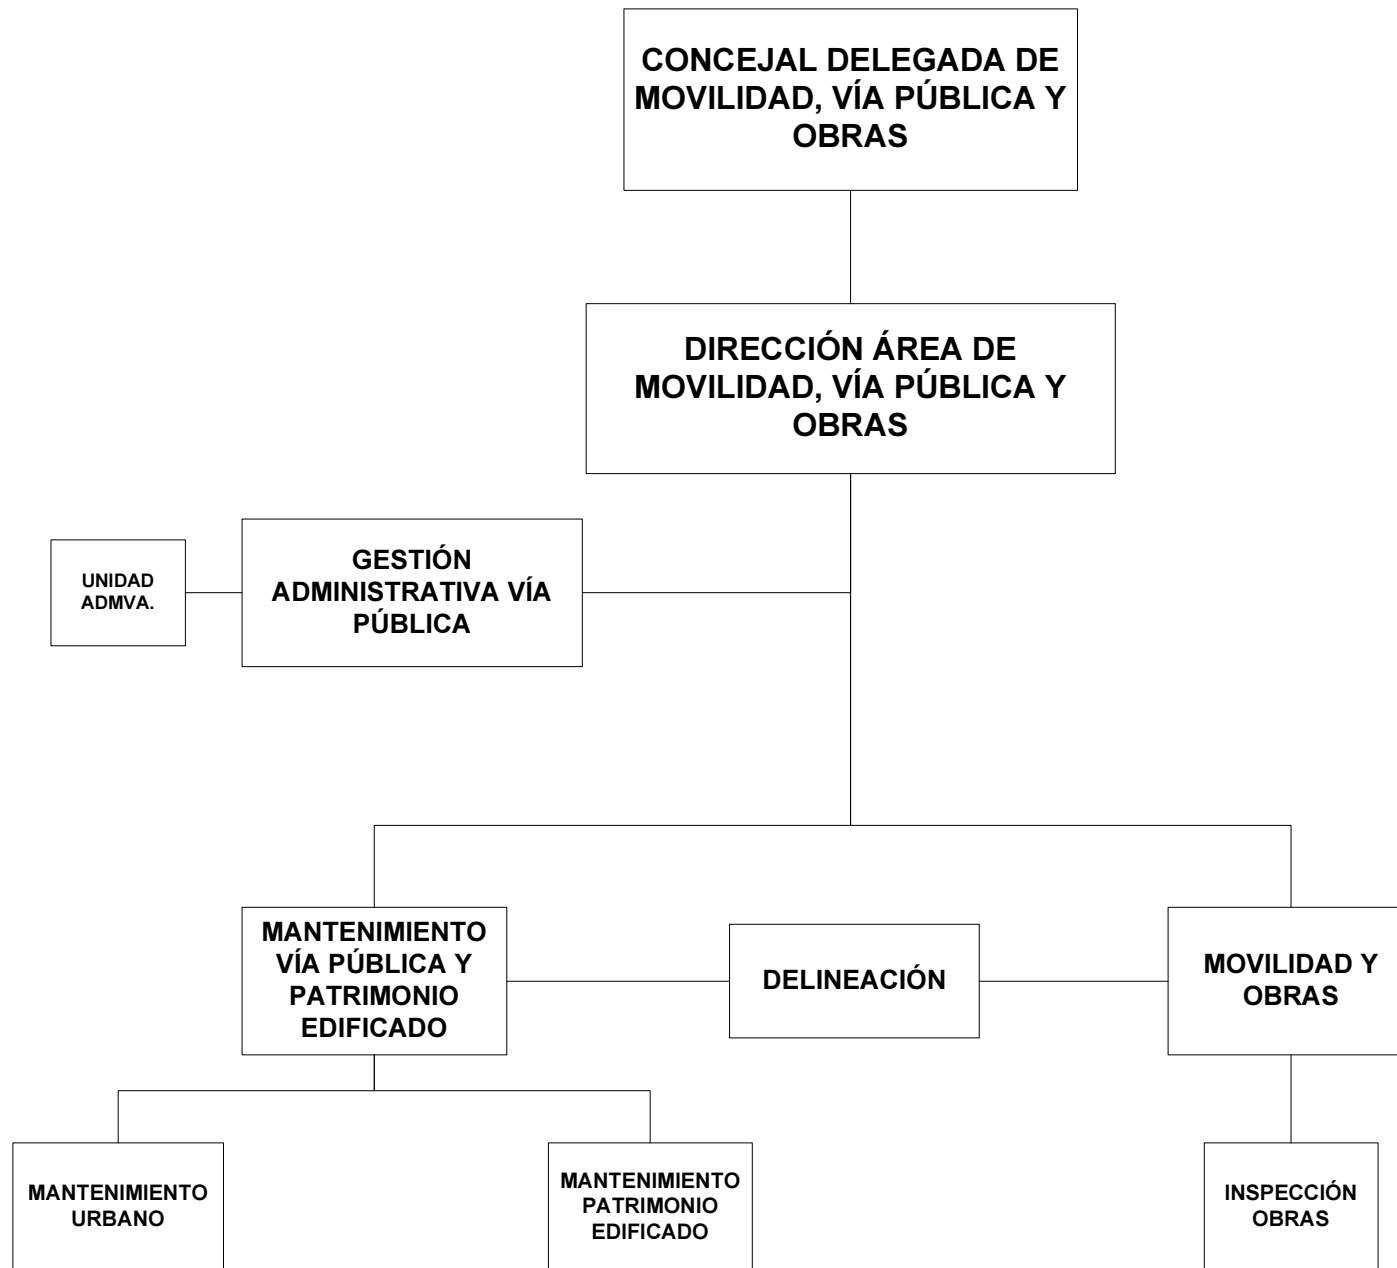 CONCEJAL DELEGADA DE
MOVILIDAD, VÍA PÚBLICA Y
OBRAS
DIRECCIÓN ÁREA DE
MOVILIDAD, VÍA PÚBLICA Y
OBRAS
UNIDAD
ADMVA.
GESTIÓN
ADMINISTRATIVA VÍA
PÚBLICA
MANTENIMIENTO
VÍA PÚBLICA Y
PATRIMONIO
EDIFICADO
DELINEACIÓN
MOVILIDAD Y
OBRAS
MANTENIMIENTO
URBANO
MANTENIMIENTO
PATRIMONIO
EDIFICADO
INSPECCIÓN
OBRAS